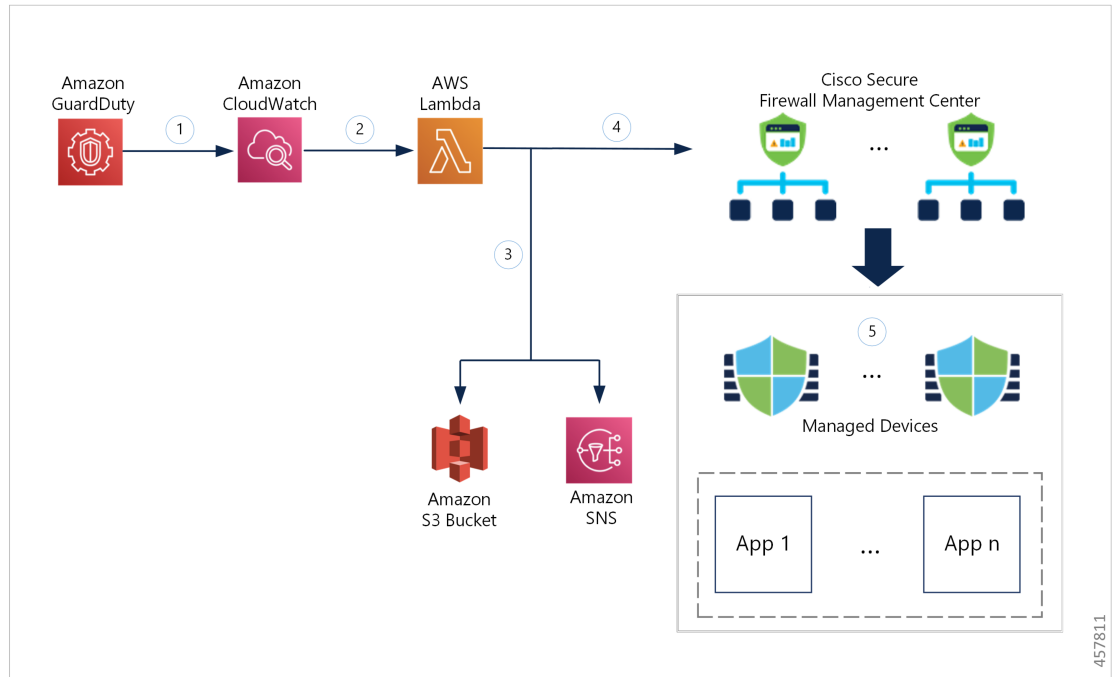 Amazon
GuardDuty
Amazon
CloudWatch
AWS
Lambda
Cisco Secure
Firewall Management Center
1
2
4
...
3
5
...
Managed Devices
Amazon
S3 Bucket
Amazon
SNS
App 1
...
App n
457811